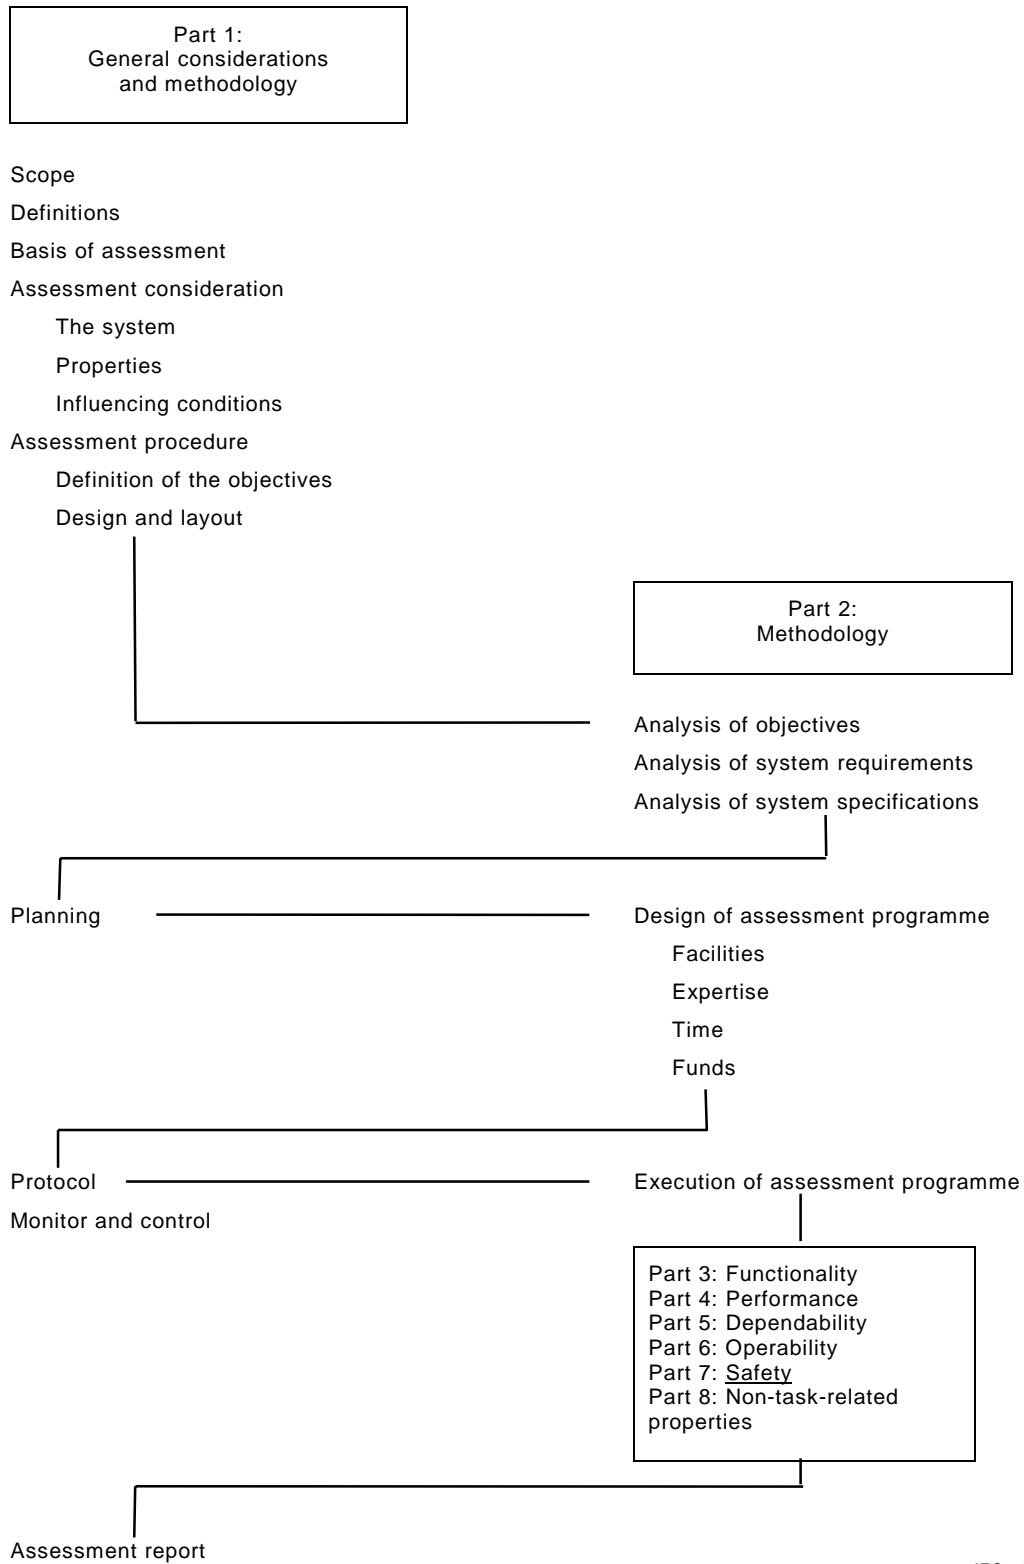 Part 1:
General considerations
and methodology
Scope
Definitions
Basis of assessment
Assessment consideration
The system
Properties
Influencing conditions
Assessment procedure
Definition of the objectives
Design and layout
Part 2:
Methodology
Analysis of objectives
Analysis of system requirements
Analysis of system specifications
Planning
Design of assessment programme
Facilities
Expertise
Time
Funds
Protocol
Execution of assessment programme
Monitor and control
Part 3: Functionality
Part 4: Performance
Part 5: Dependability
Part 6: Operability
Part 7: Safety
Part 8: Non-task-related
properties
Assessment report